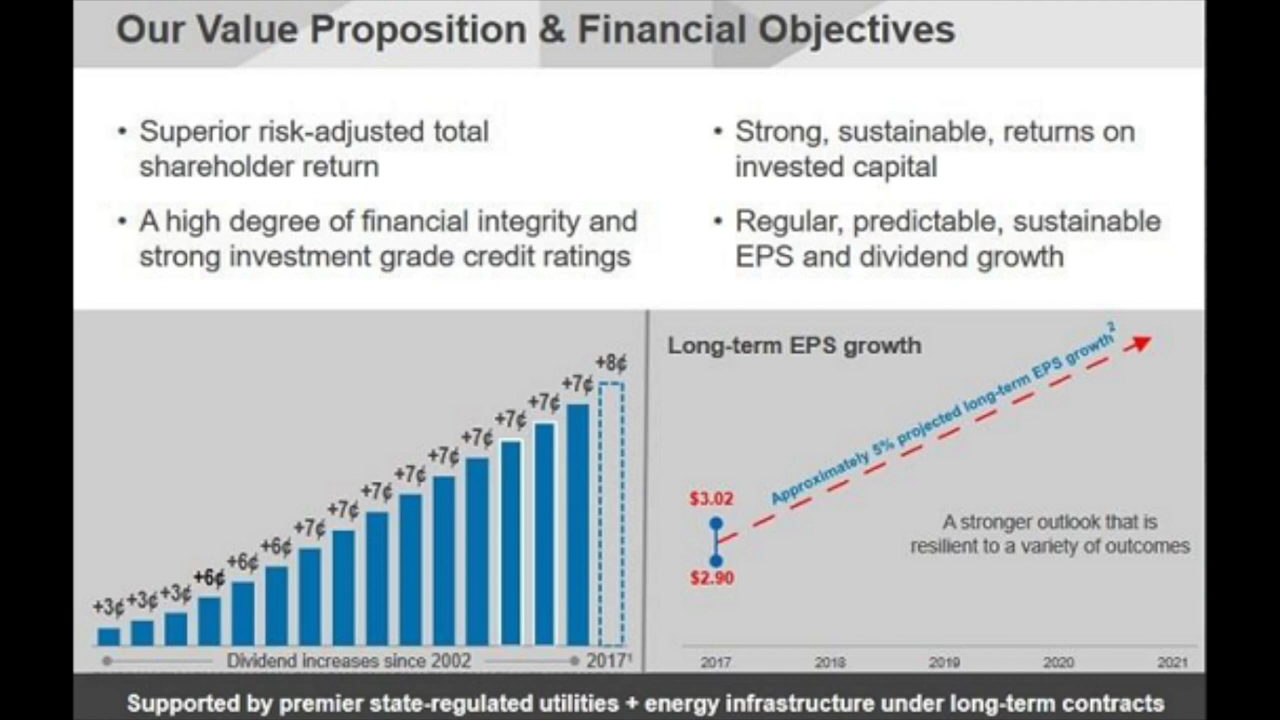 Our Value Proposition & Financial Objectives
• Superior risk-adjusted total
shareholder return
• A high degree of financial integrity and
strong investment grade credit ratings
• Strong, sustainable, returns on
invested capital
• Regular, predictable, sustainable
EPS and dividend growth
+3¢
+3¢
+3¢
+6¢
+6¢
+6¢
+7¢
+7¢
+7¢
+7¢
+7¢
+7¢
+7¢
+7¢
+7¢
+8¢
Dividend increases since 2002
2017¹
Long-term EPS growth
Approximately 5% projected long-term EPS growth²
$3.02
$2.90
A stronger outlook that is
resilient to a variety of outcomes
2017 2018 2019 2020 2021
Supported by premier state-regulated utilities + energy infrastructure under long-term contracts